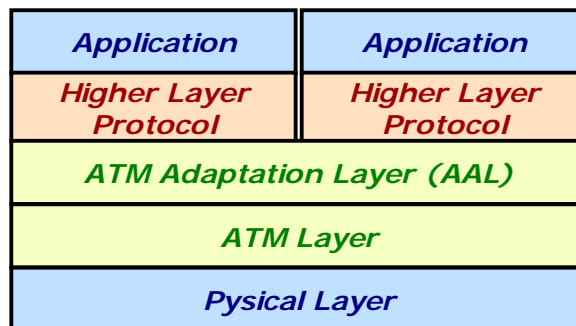 Application Application
Higher Layer Higher Layer
Protocol Protocol
ATM Adaptation Layer (AAL)
ATM Layer
Pysical Layer